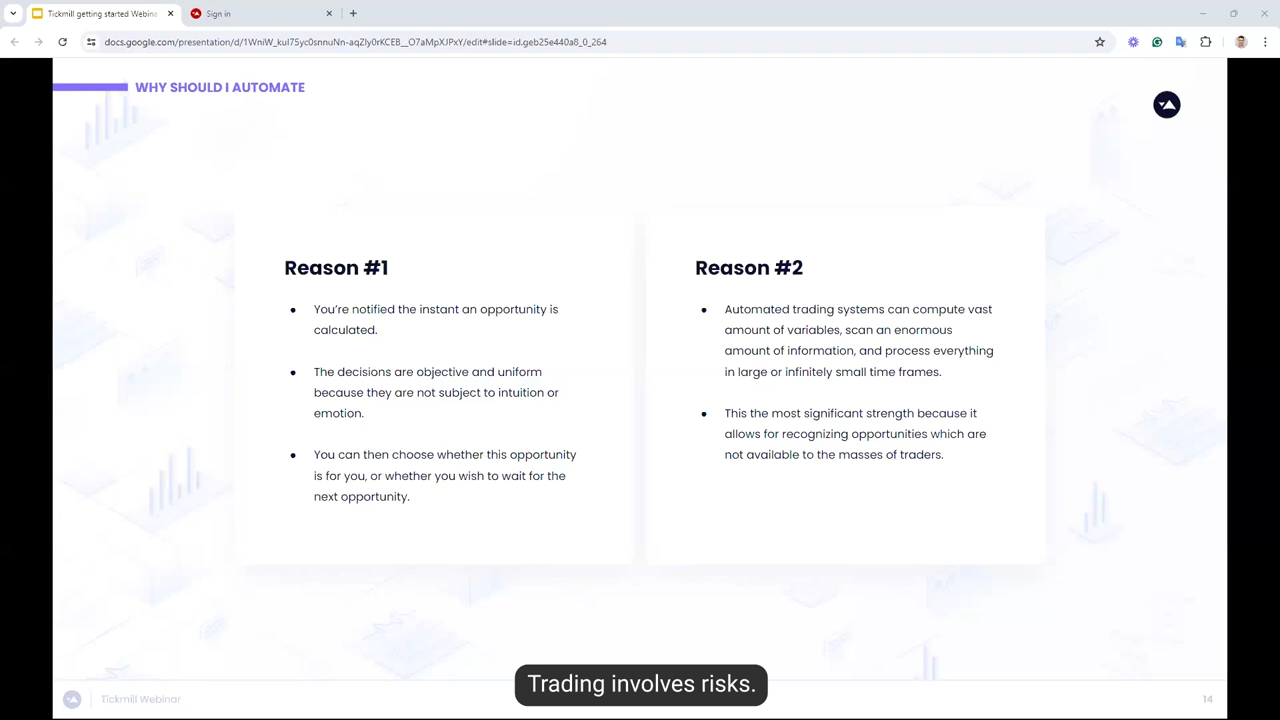 Tickmill getting started Webina
Sign in
docs.google.com/presentation/d/1WniW_kuI75yc0snnuNn-aqZIy0rKCEB__O7aMpXJPxY/edit#slide=id.geb25e440a8_0_264
WHY SHOULD I AUTOMATE
Reason #1
● You're notified the instant an opportunity is
calculated.
● The decisions are objective and uniform
because they are not subject to intuition or
emotion.
● You can then choose whether this opportunity
is for you, or whether you wish to wait for the
next opportunity.
Reason #2
● Automated trading systems can compute vast
amount of variables, scan an enormous
amount of information, and process everything
in large or infinitely small time frames.
● This the most significant strength because it
allows for recognizing opportunities which are
not available to the masses of traders.
Trading involves risks.
Tickmill Webinar
14